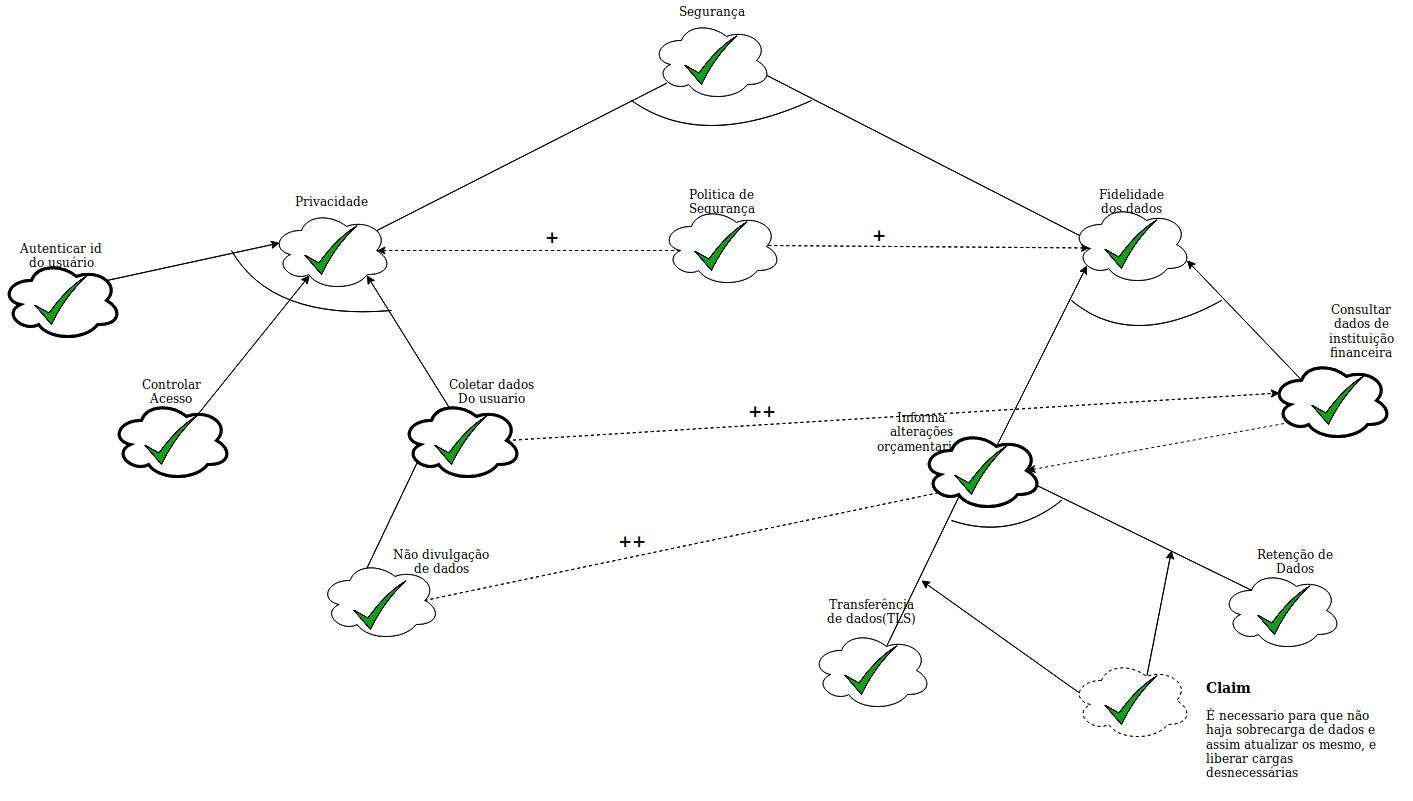 Segurança
Privacidade
Politica de
Segurança
Fidelidade
dos dados
+
+
Autenticar id
do usuário
Consultar
dados de
instituição
financeira
Controlar
Acesso
Coletar dados
Do usuario
++
Informa
alterações
orçamentari
++
Não divulgação
de dados
Retenção de
Dados
Transferência
de dados(TLS)
Claim
É necessario para que não
haja sobrecarga de dados e
assim atualizar os mesmo, e
liberar cargas
desnecessárias